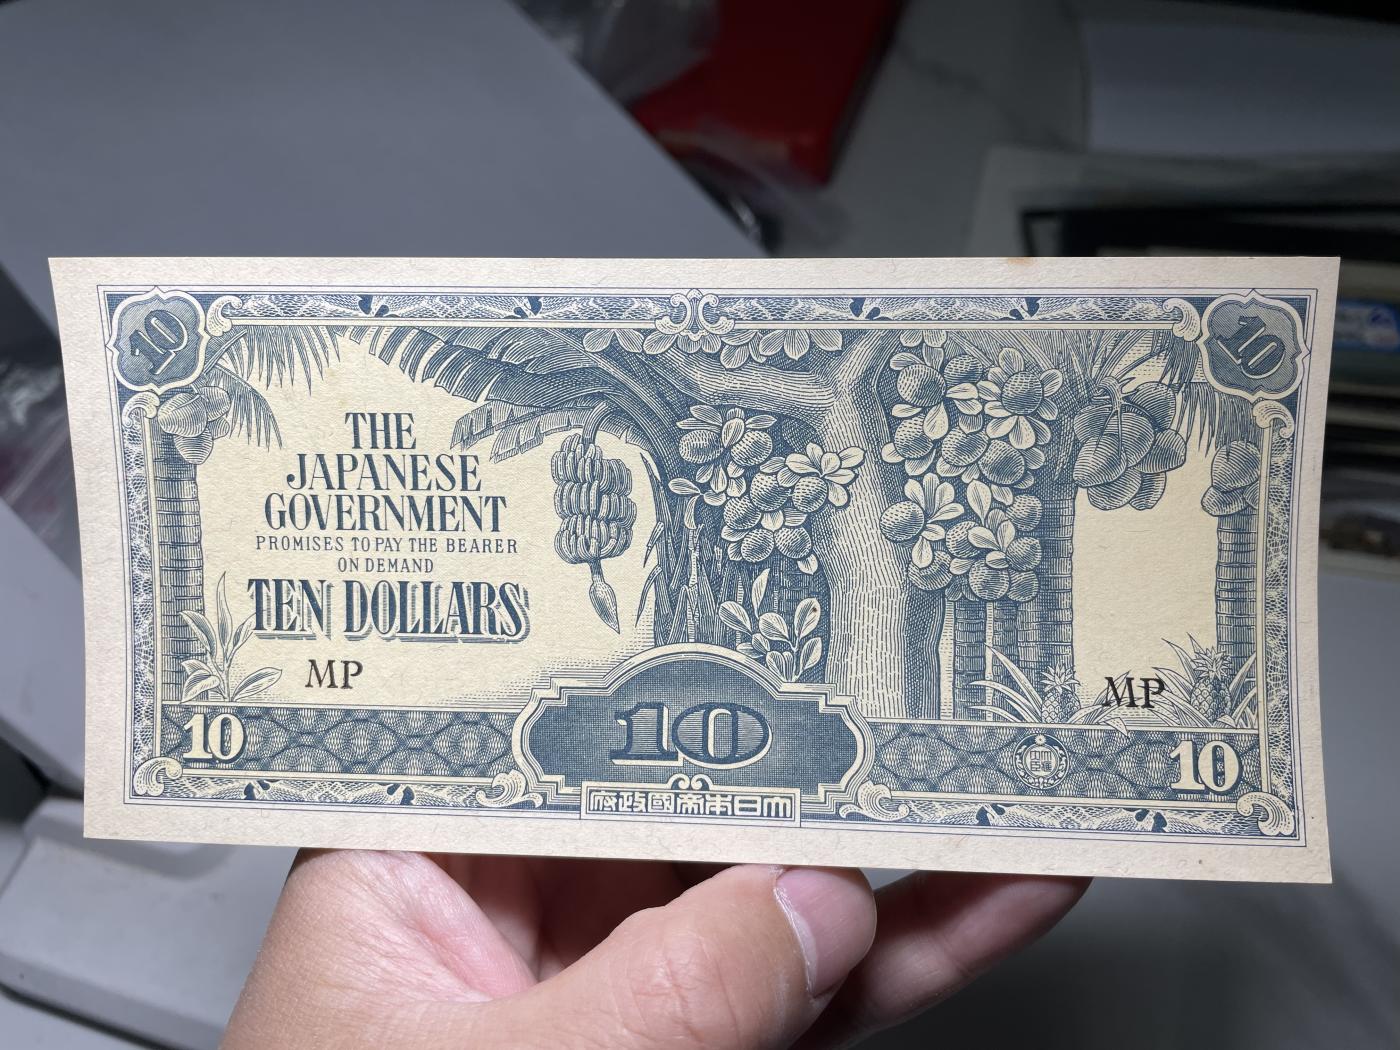 10
10
THE
JAPANESE
GOVERNMENT
PROMISES TO PAY THE BEARER
ON DEMAND
TEN DOLLARS
MP
MP
10
10
10
府政國帝本日大